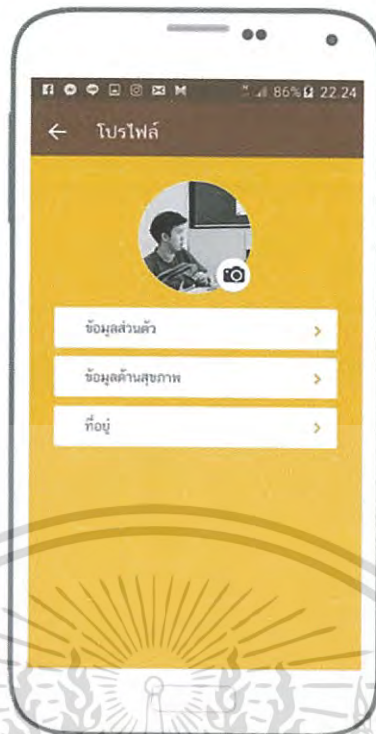 86% 22.24
โปรไฟล์
ข้อมูลส่วนตัว
ข้อมูลด้านสุขภาพ
ที่อยู่